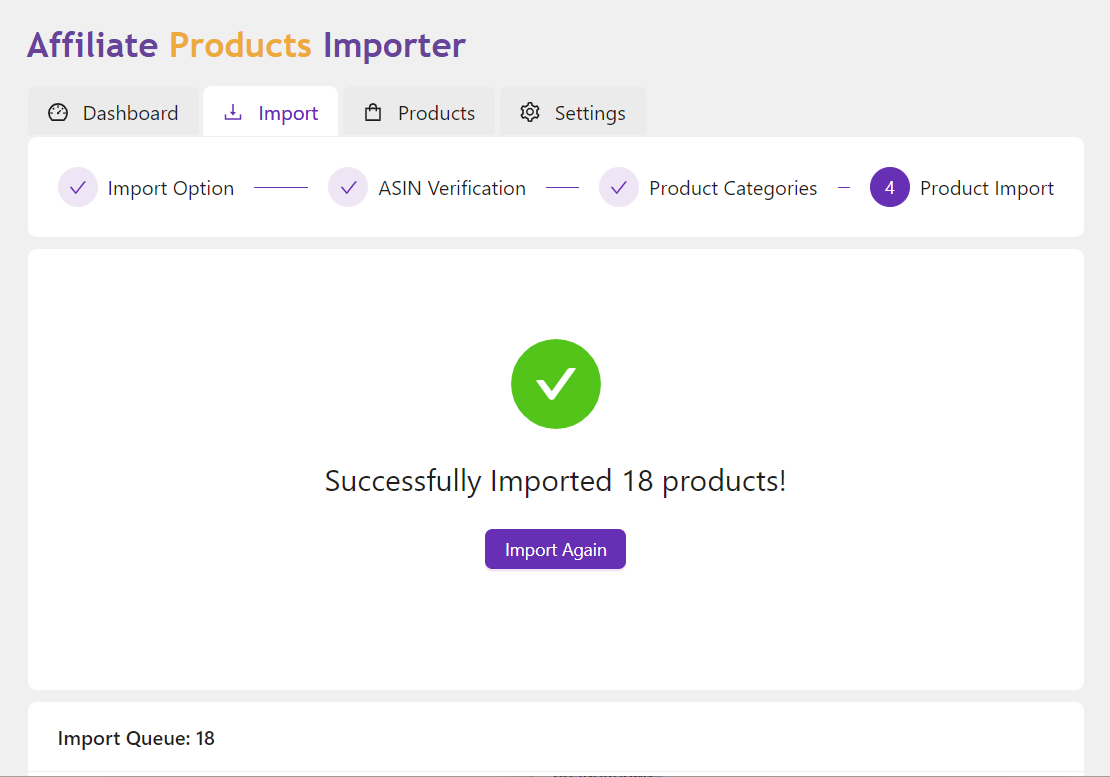 Affiliate Products Importer
Dashboard Import Products Settings
Import Option ASIN Verification Product Categories 4 Product Import
Successfully Imported 18 products!
Import Again
Import Queue: 18